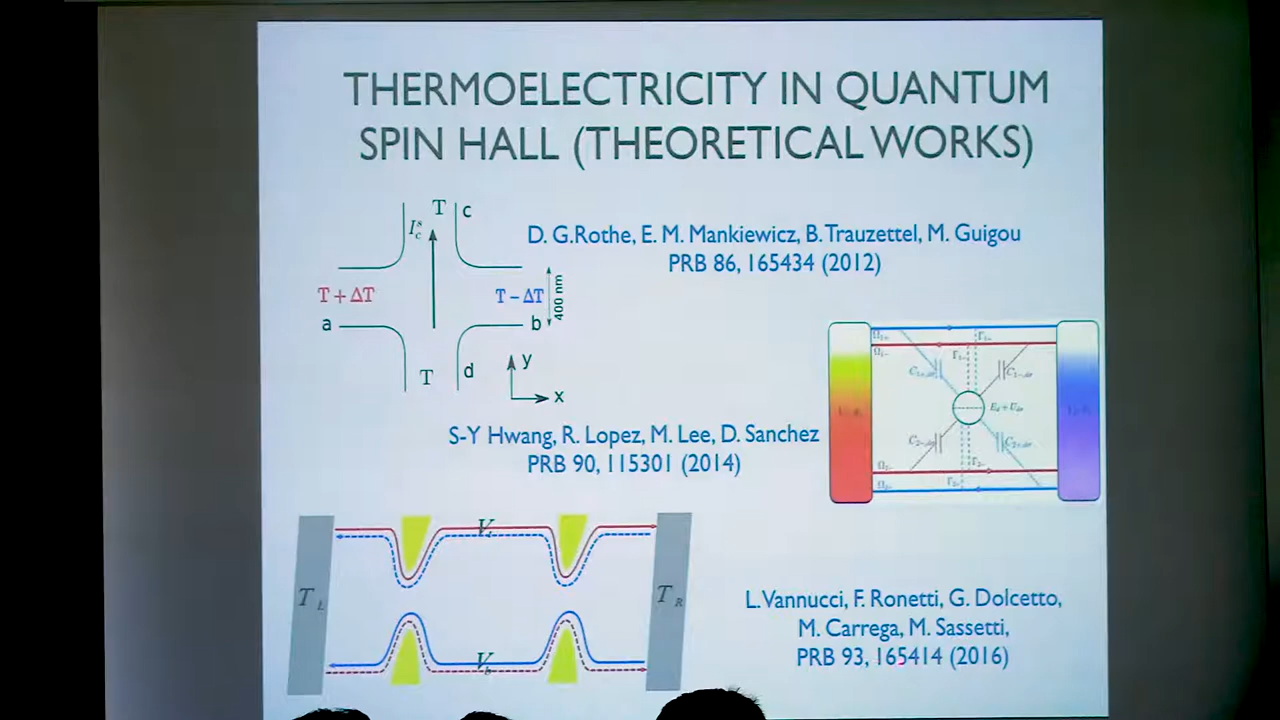 THERMOELECTRICITY IN QUANTUM
SPIN HALL (THEORETICAL WORKS)
T c
I_c^s
D. G.Rothe, E. M. Mankiewicz, B. Trauzettel, M. Guigou
PRB 86, 165434 (2012)
T + ΔT
T − ΔT
400 nm
a
b
T
d
y
x
S-Y Hwang, R. Lopez, M. Lee, D. Sanchez
PRB 90, 115301 (2014)
T_L
T_R
L. Vannucci, F. Ronetti, G. Dolcetto,
M. Carrega, M. Sassetti,
PRB 93, 165414 (2016)